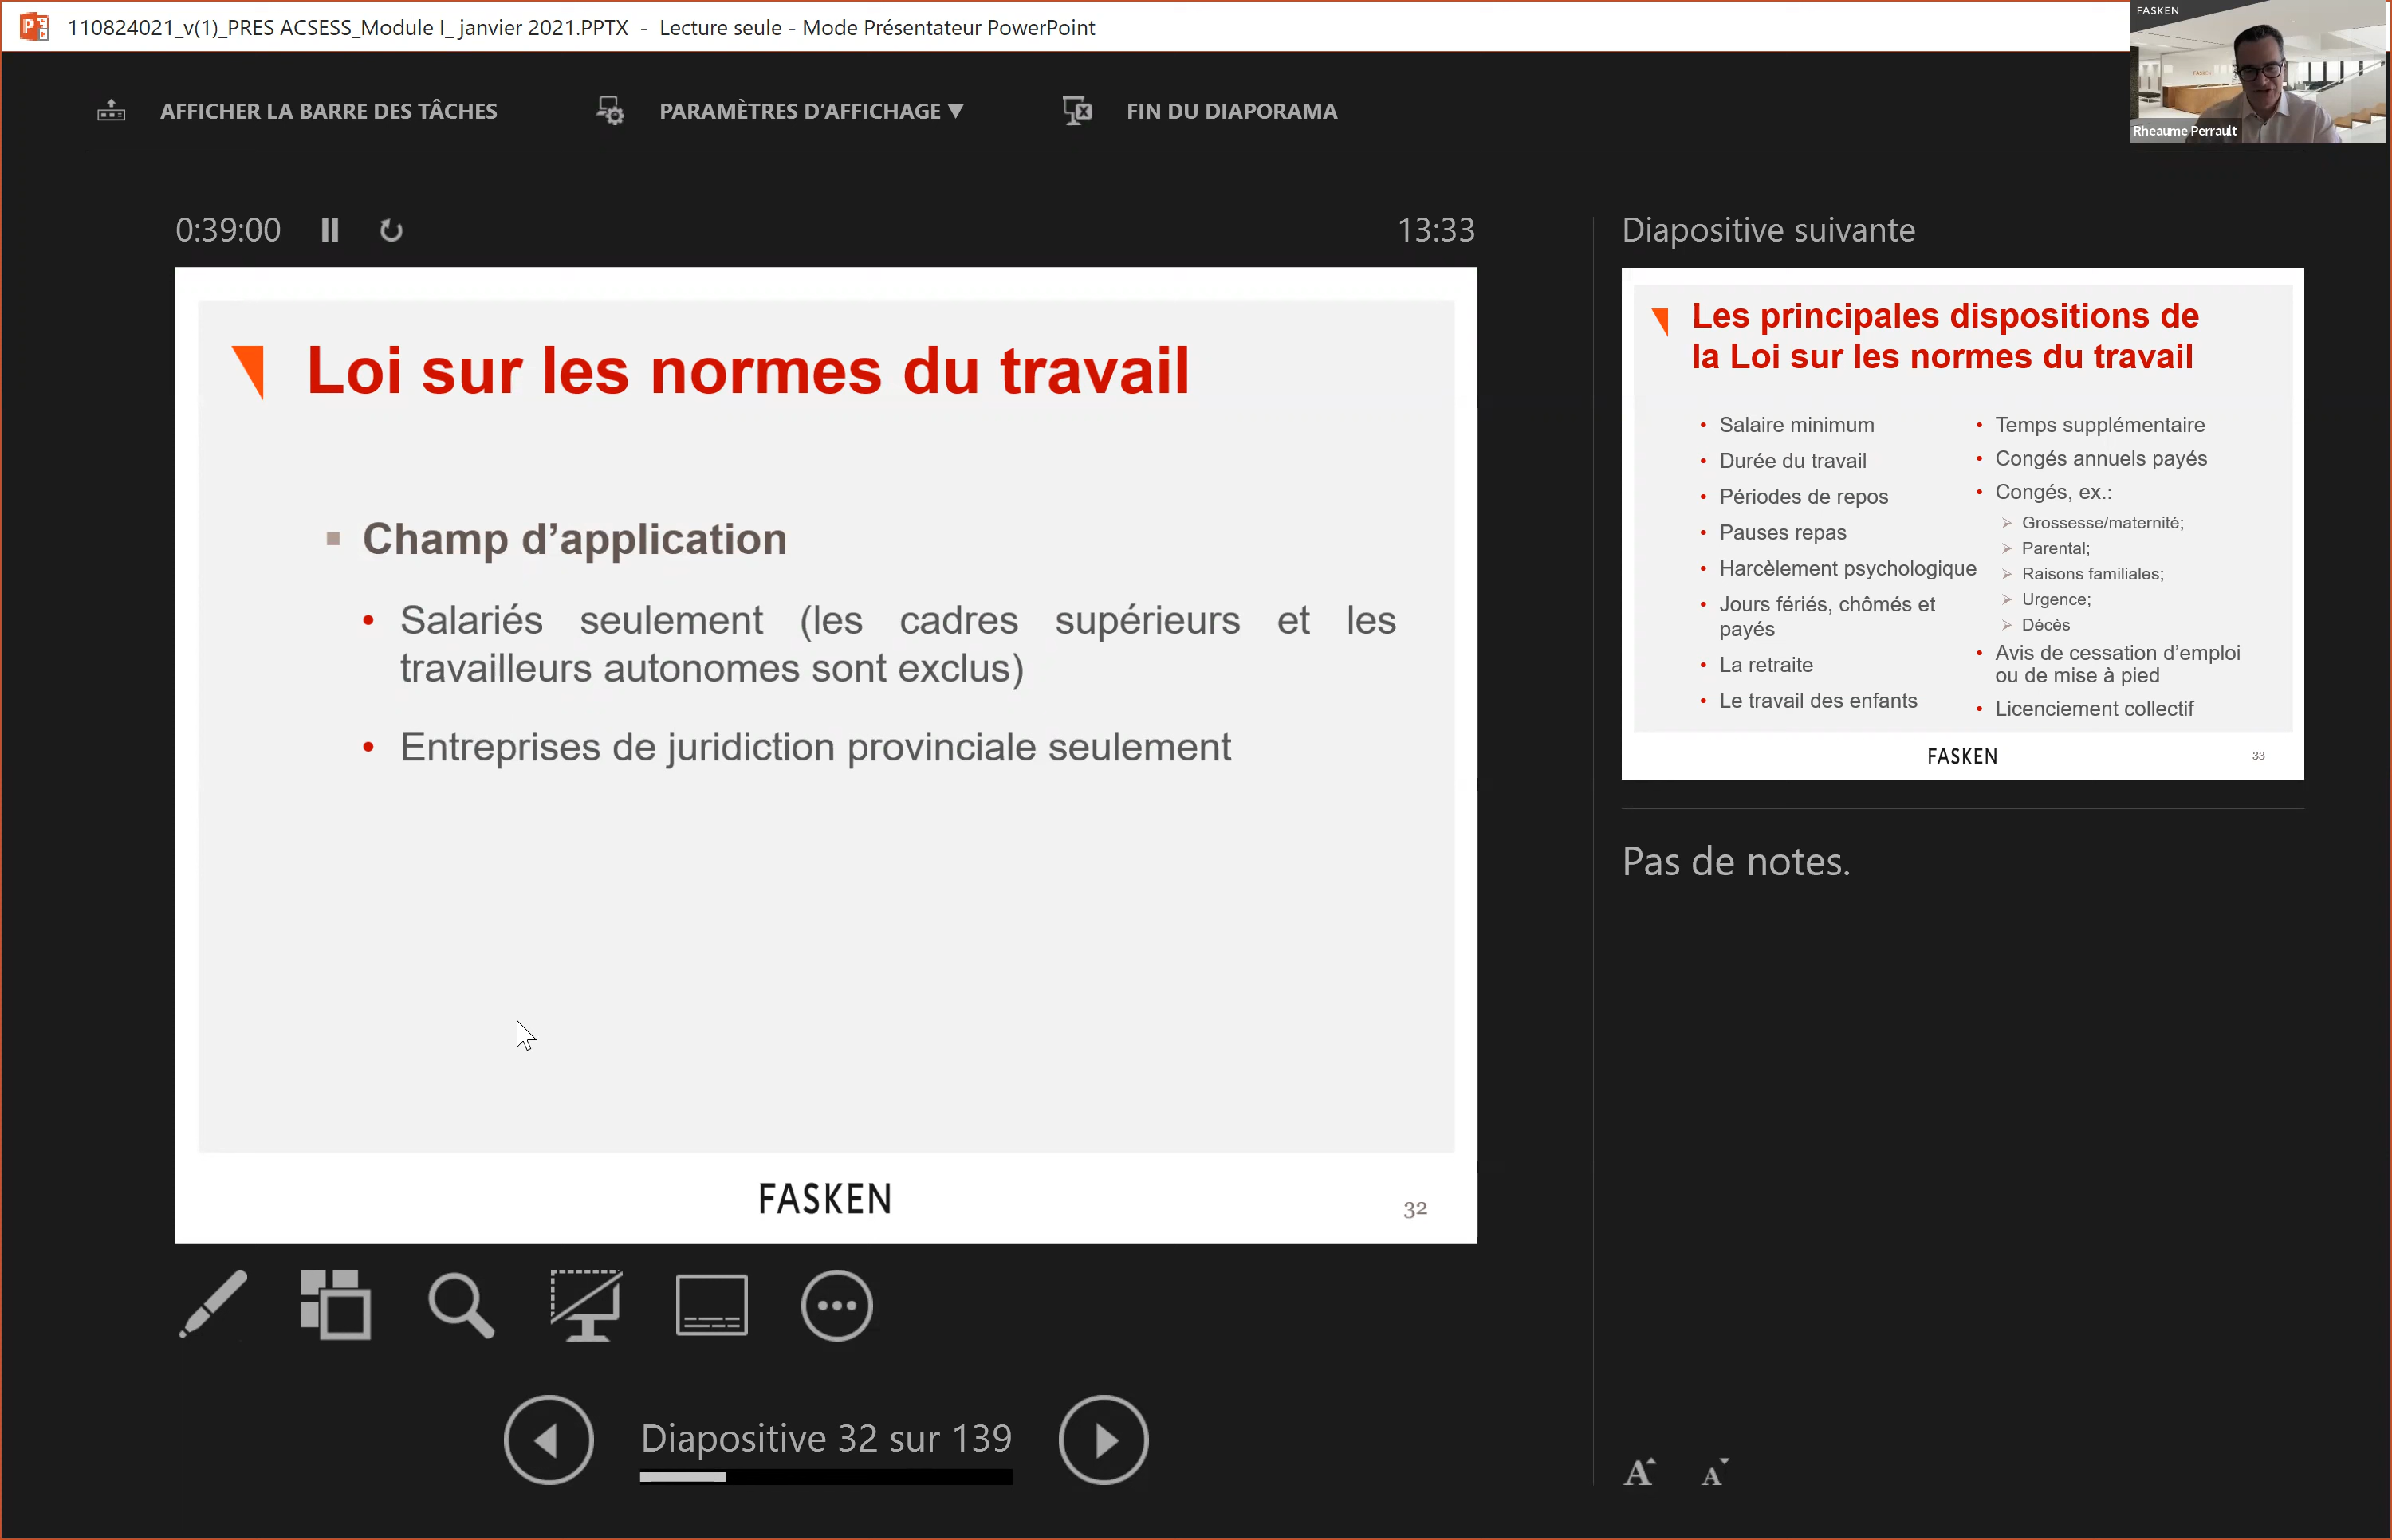 110824021_v(1)_PRES ACSESS_Module I_ janvier 2021.PPTX - Lecture seule - Mode Présentateur PowerPoint
FASKEN
Rheaume Perrault
AFFICHER LA BARRE DES TÂCHES
PARAMÈTRES D’AFFICHAGE
FIN DU DIAPORAMA
0:39:00
13:33
Loi sur les normes du travail
Champ d’application
• Salariés seulement (les cadres supérieurs et les
travailleurs autonomes sont exclus)
• Entreprises de juridiction provinciale seulement
FASKEN
32
Diapositive 32 sur 139
Diapositive suivante
Les principales dispositions de
la Loi sur les normes du travail
• Salaire minimum
• Durée du travail
• Périodes de repos
• Pauses repas
• Harcèlement psychologique
• Jours fériés, chômés et
payés
• La retraite
• Le travail des enfants
• Temps supplémentaire
• Congés annuels payés
• Congés, ex.:
Grossesse/maternité;
Parental;
Raisons familiales;
Urgence;
Décès
• Avis de cessation d’emploi
ou de mise à pied
• Licenciement collectif
FASKEN
33
Pas de notes.
A A